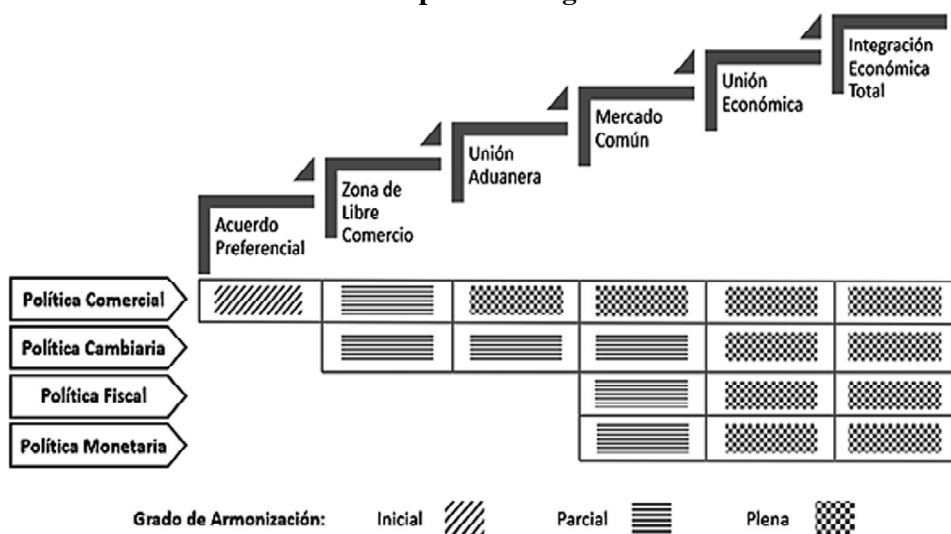 Integración
Económica
Total
Unión
Económica
Mercado
Común
Unión
Aduanera
Zona de
Libre
Comercio
Acuerdo
Preferencial
Política Comercial
Política Cambiaria
Política Fiscal
Política Monetaria
Grado de Armonización: Inicial Parcial Plena